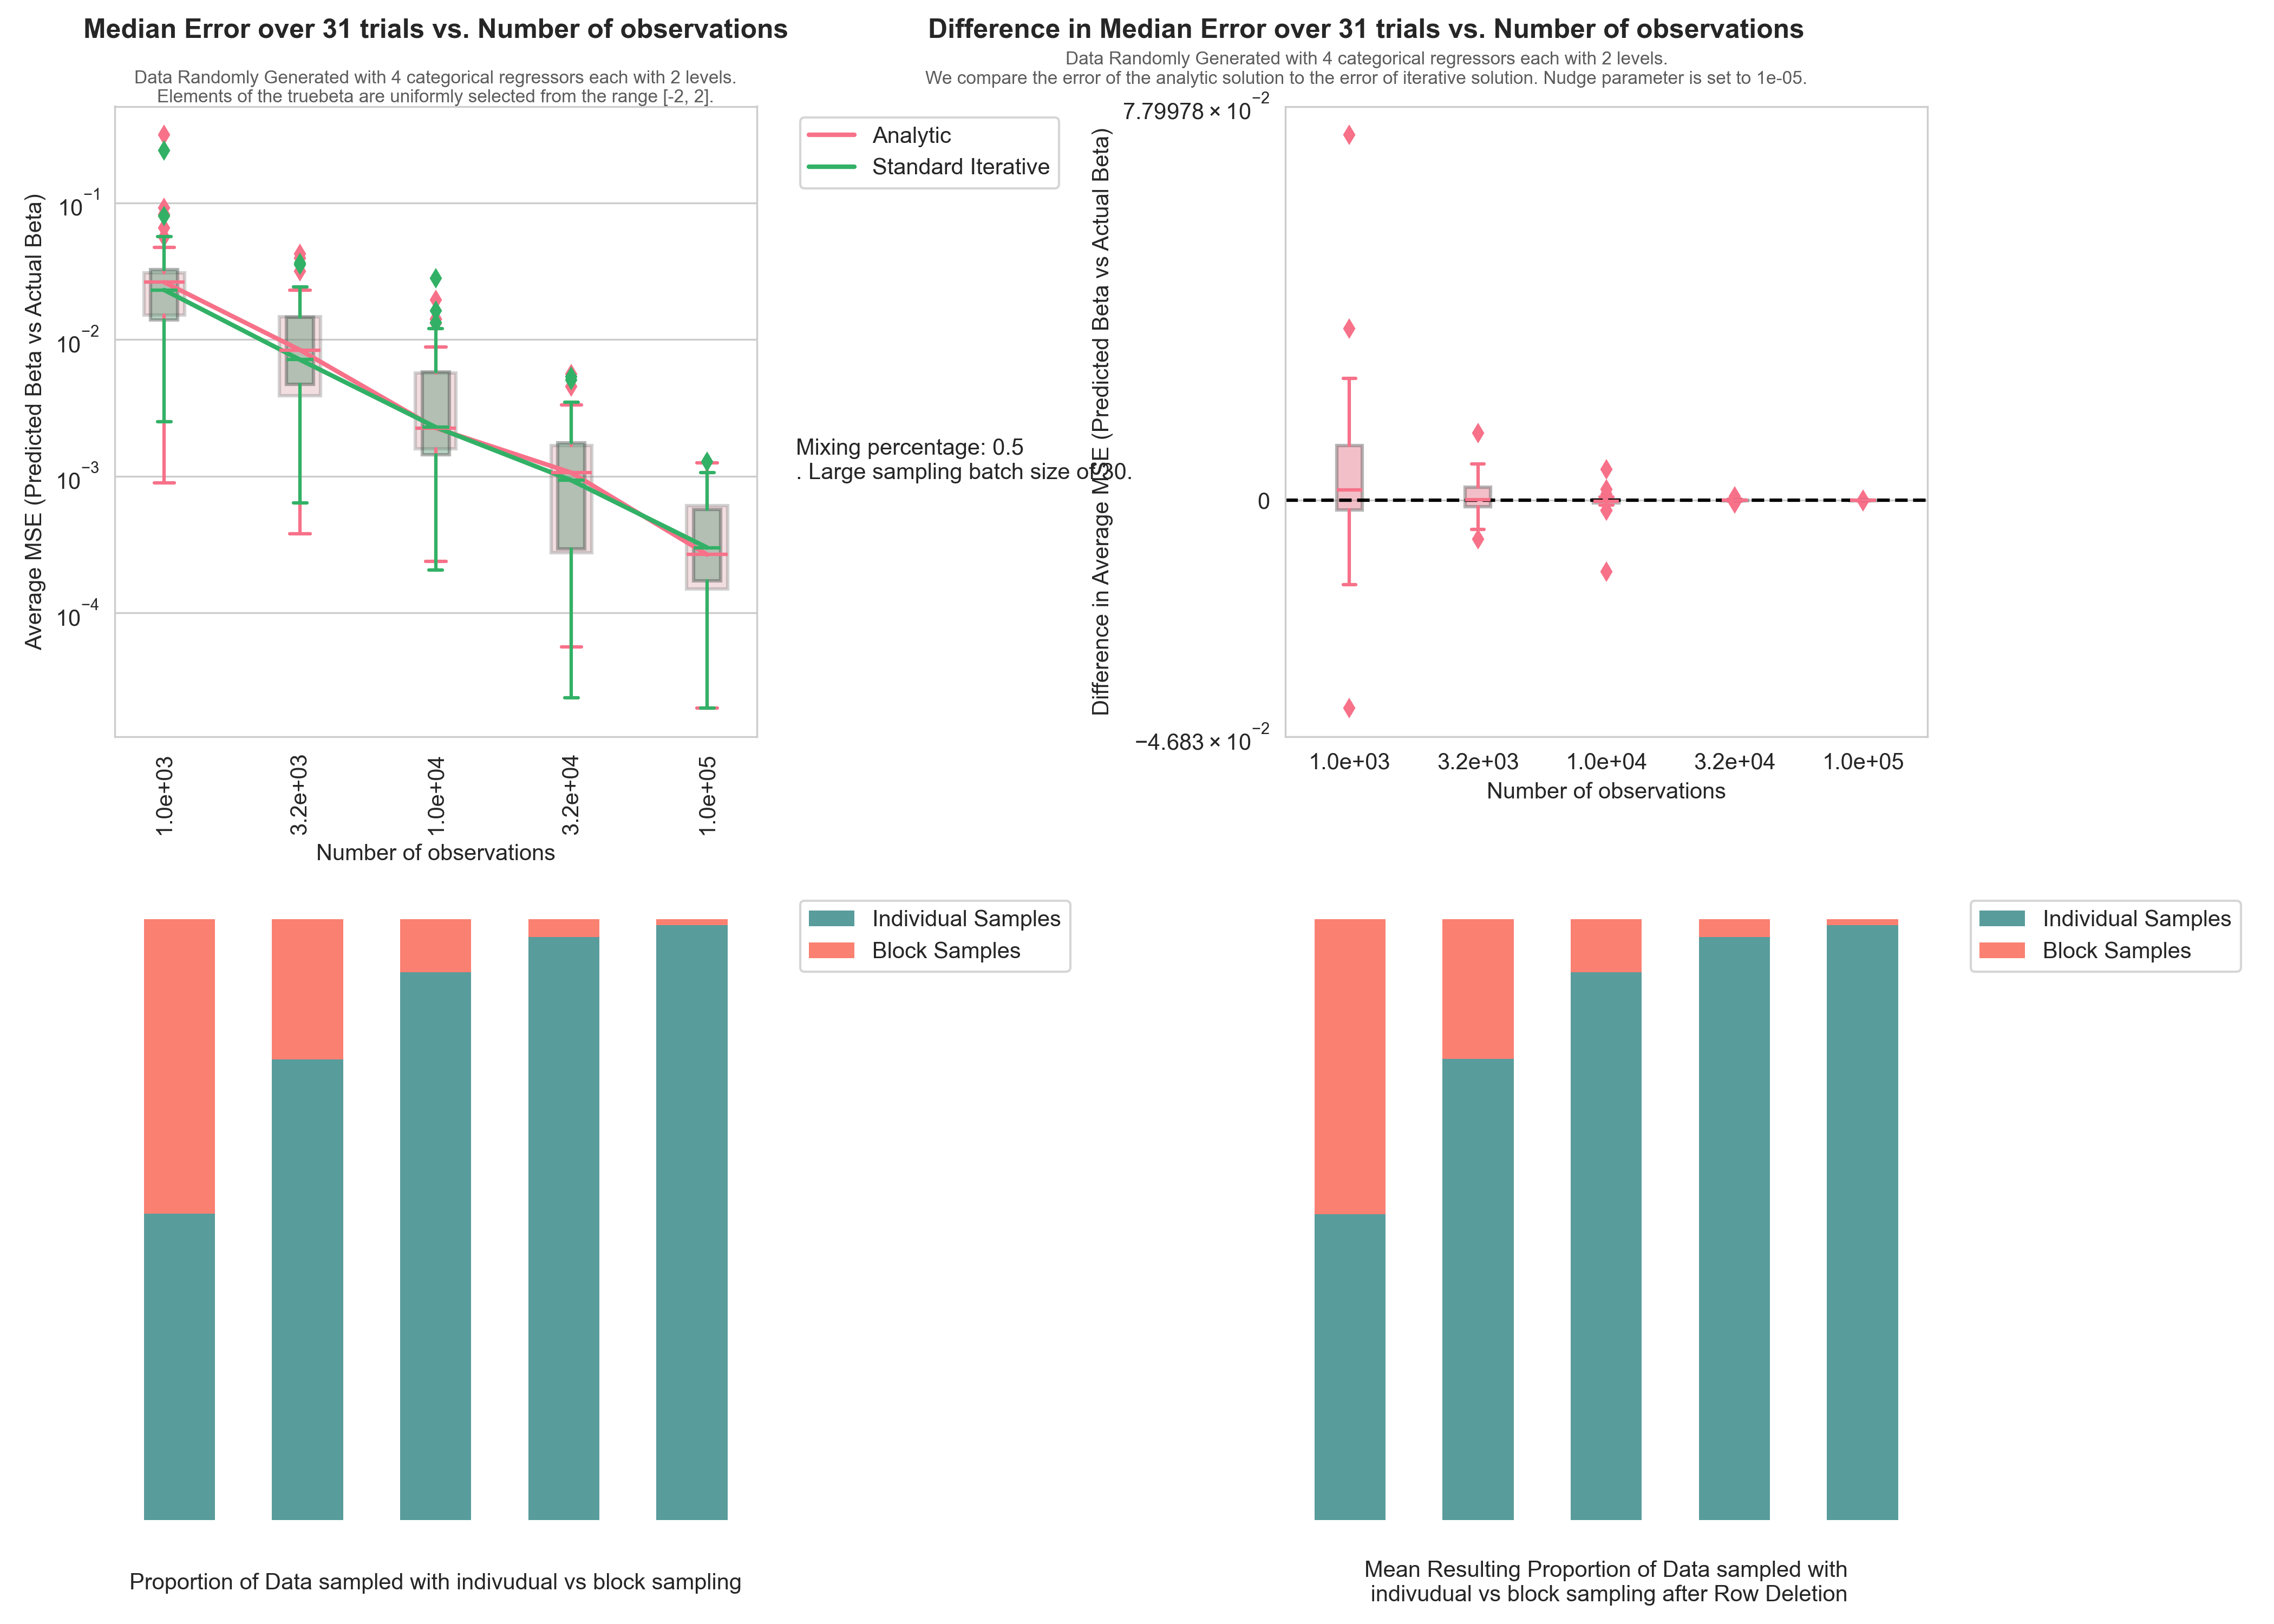 Median Error over 31 trials vs. Number of observations
Data Randomly Generated with 4 categorical regressors each with 2 levels.
Elements of the truebeta are uniformly selected from the range [-2, 2].
Average MSE (Predicted Beta vs Actual Beta)
10⁻¹
10⁻²
10⁻³
10⁻⁴
1.0e+03
3.2e+03
1.0e+04
3.2e+04
1.0e+05
Number of observations
Analytic
Standard Iterative
Mixing percentage: 0.5
. Large sampling batch size of 30.
Difference in Median Error over 31 trials vs. Number of observations
Data Randomly Generated with 4 categorical regressors each with 2 levels.
We compare the error of the analytic solution to the error of iterative solution. Nudge parameter is set to 1e-05.
Difference in Average MSE (Predicted Beta vs Actual Beta)
7.79978 × 10⁻²
0
−4.683 × 10⁻²
1.0e+03
3.2e+03
1.0e+04
3.2e+04
1.0e+05
Number of observations
Individual Samples
Block Samples
Proportion of Data sampled with indivudual vs block sampling
Individual Samples
Block Samples
Mean Resulting Proportion of Data sampled with
indivudual vs block sampling after Row Deletion